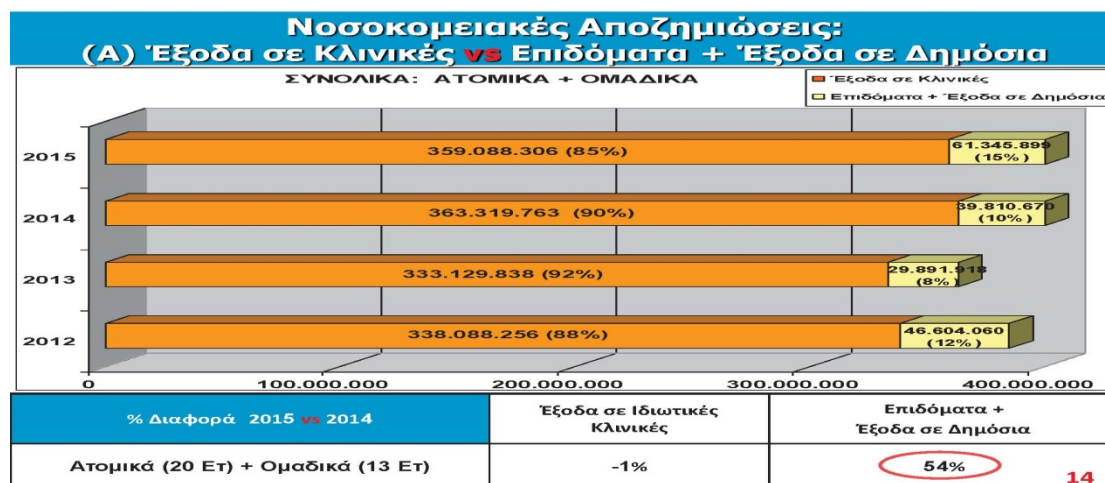 Νοσοκομειακές Αποζημιώσεις:
(Α) Έξοδα σε Κλινικές vs Επιδόματα + Έξοδα σε Δημόσια
ΣΥΝΟΛΙΚΑ: ΑΤΟΜΙΚΑ + ΟΜΑΔΙΚΑ
Έξοδα σε Κλινικές
Επιδόματα + Έξοδα σε Δημόσια
2015
359.088.306 (85%)
61.345.899
(15%)
2014
363.319.763 (90%)
39.810.670
(10%)
2013
333.129.838 (92%)
29.891.918
(8%)
2012
338.088.256 (88%)
46.604.060
(12%)
0 100.000.000 200.000.000 300.000.000 400.000.000
% Διαφορά 2015 vs 2014
Έξοδα σε Ιδιωτικές
Κλινικές
Επιδόματα +
Έξοδα σε Δημόσια
Ατομικά (20 Ετ) + Ομαδικά (13 Ετ)
-1%
54%
14